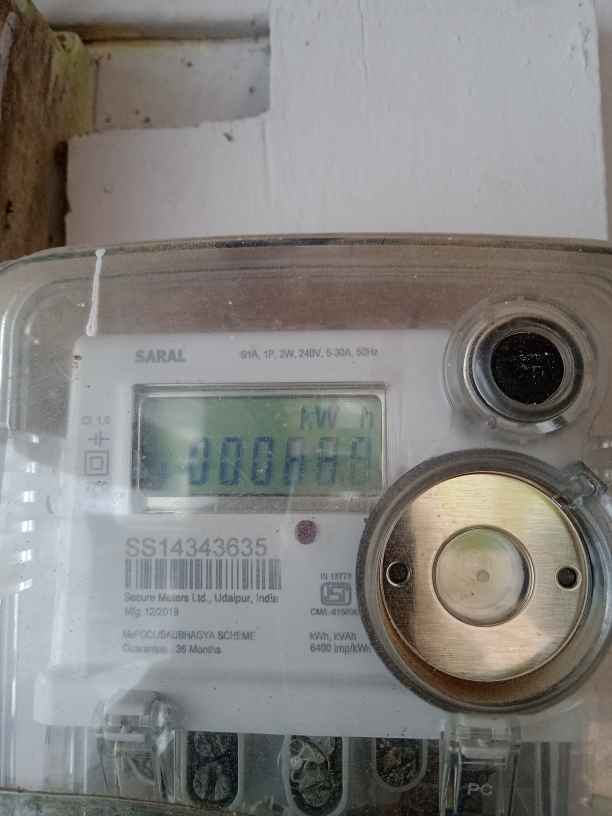 SARAL
S1A, 1P, 2W, 240V, 5-30A, 50Hz
Cl. 1.0
kW h
SS14343635
Secure Meters Ltd., Udaipur, India
Mfg: 12/2019
IS 13779
MePDCL/SAUBHAGYA SCHEME
Guarantee - 36 Months
kWh, kVAh
6400 imp/kWh
PC